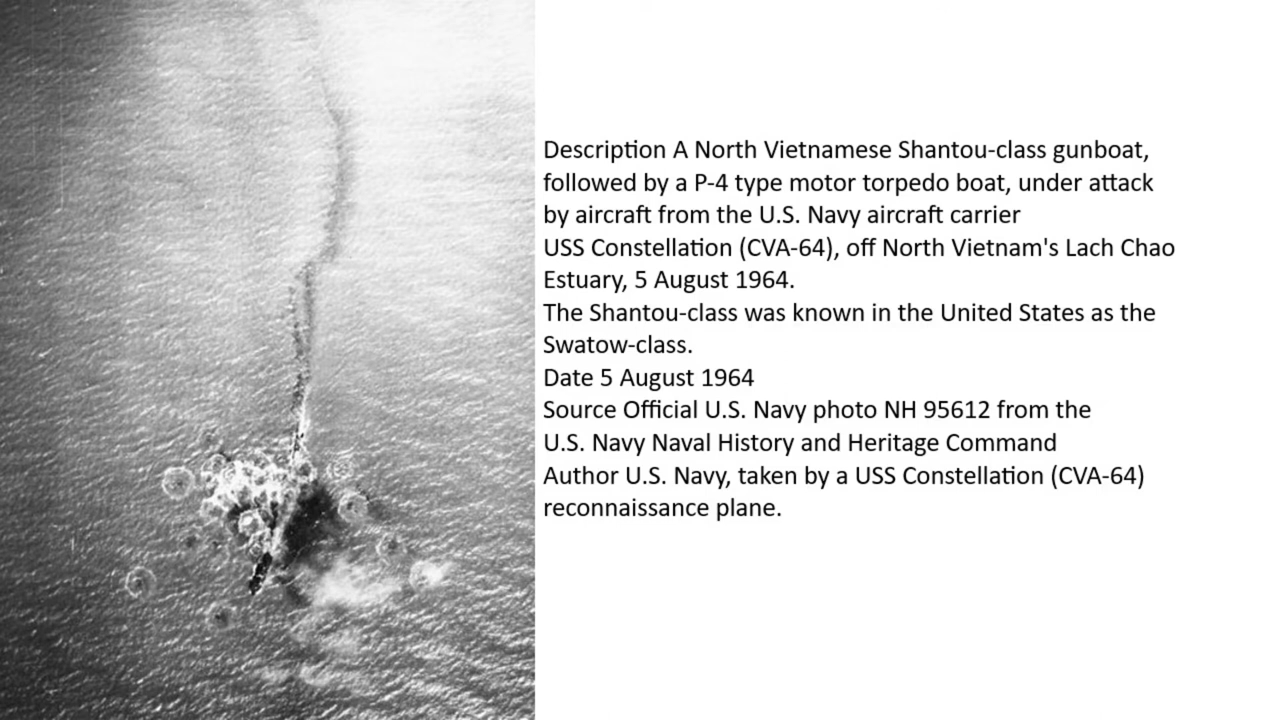 Description A North Vietnamese Shantou-class gunboat,
followed by a P-4 type motor torpedo boat, under attack
by aircraft from the U.S. Navy aircraft carrier
USS Constellation (CVA-64), off North Vietnam's Lach Chao
Estuary, 5 August 1964.
The Shantou-class was known in the United States as the
Swatow-class.
Date 5 August 1964
Source Official U.S. Navy photo NH 95612 from the
U.S. Navy Naval History and Heritage Command
Author U.S. Navy, taken by a USS Constellation (CVA-64)
reconnaissance plane.